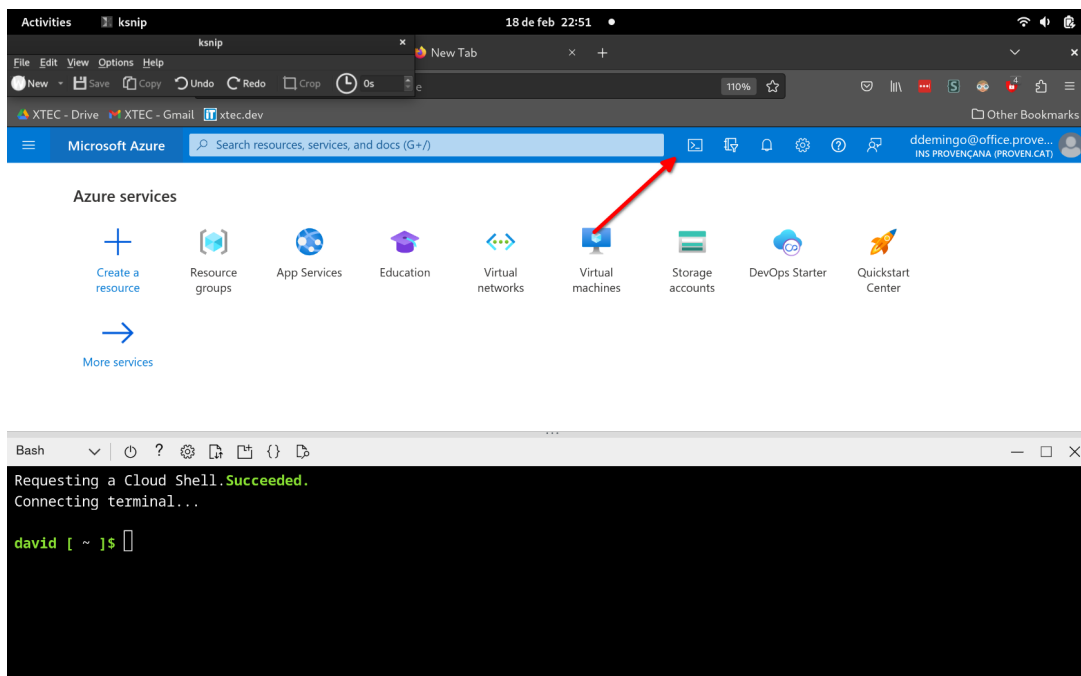 Activities ksnip 18 de feb 22:51
ksnip
New Tab
File Edit View Options Help
New Save Copy Undo Redo Crop 0s
e 110% 4
XTEC - Drive XTEC - Gmail xtec.dev Other Bookmarks
Microsoft Azure Search resources, services, and docs (G+/) ddemingo@office.prove...
INS PROVENÇANA (PROVEN.CAT)
Azure services
Create a resource
Resource groups
App Services
Education
Virtual networks
Virtual machines
Storage accounts
DevOps Starter
Quickstart Center
More services
Bash
Requesting a Cloud Shell.Succeeded.
Connecting terminal...
david [ ~ ]$